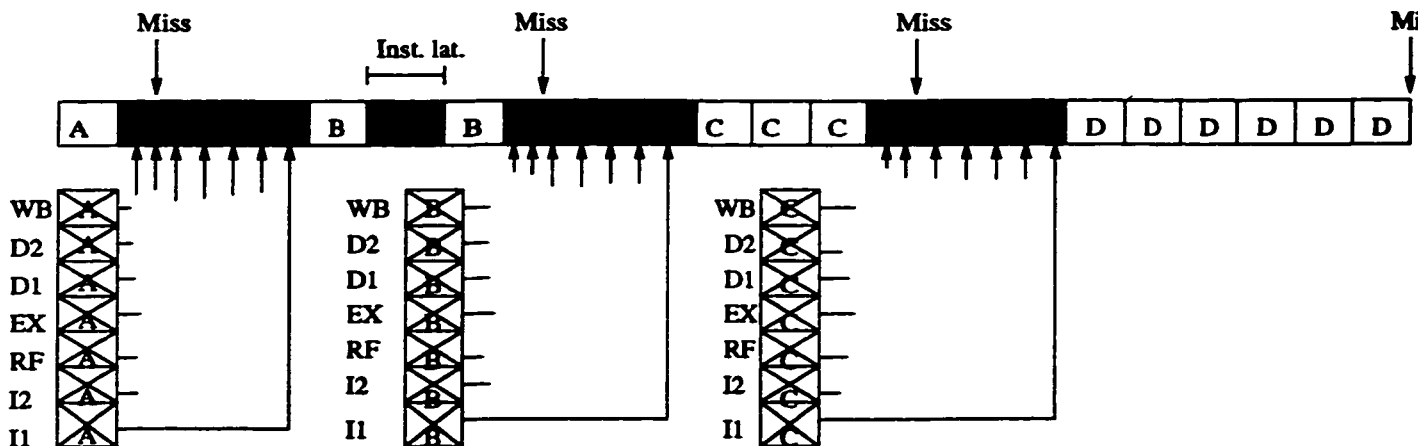 Miss Miss Miss Mi
Inst. lat.
A B B C C C D D D D D D
WB A WB B WB C
D2 A D2 B D2 C
D1 A D1 B D1 C
EX A EX B EX C
RF A RF B RF C
I2 A I2 B I2 C
I1 A I1 B I1 C